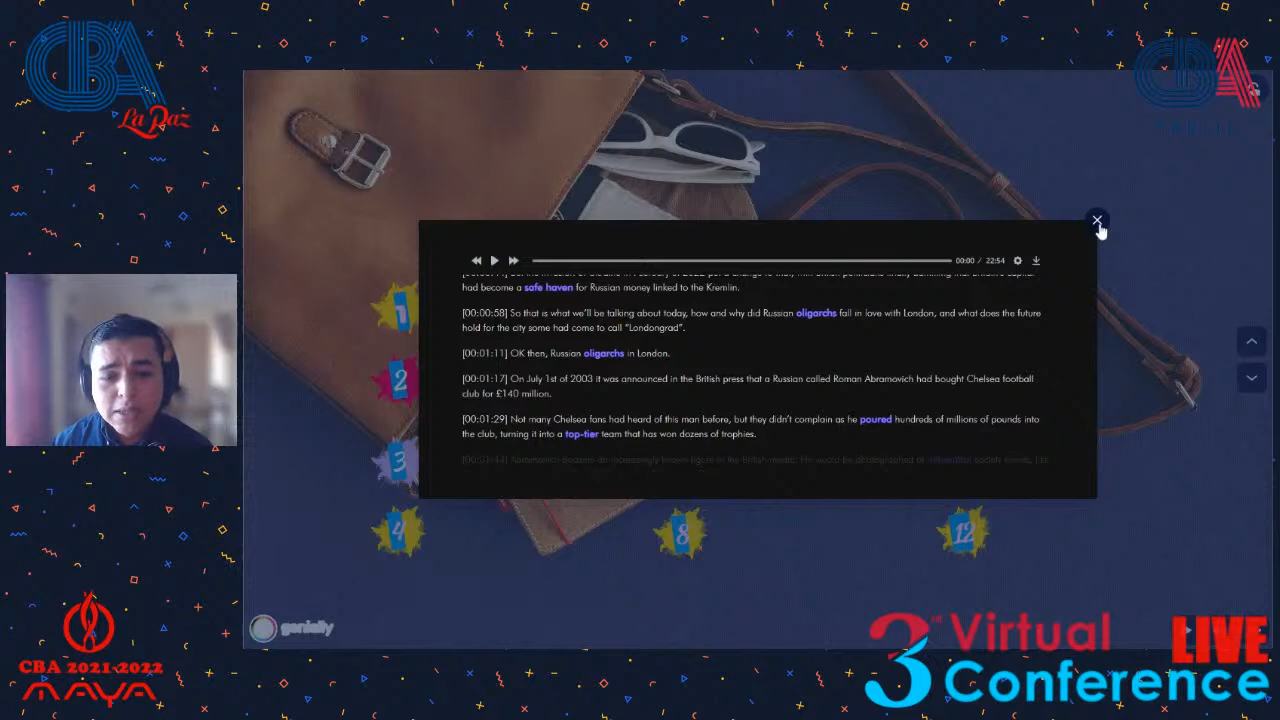 CBA
La Paz
CBA
00:00 / 22:54
had become a safe haven for Russian money linked to the Kremlin.
[00:00:58] So that is what we'll be talking about today, how and why did Russian oligarchs fall in love with London, and what does the future
hold for the city some had come to call "Londongrad".
[00:01:11] OK then, Russian oligarchs in London.
[00:01:17] On July 1st of 2003 it was announced in the British press that a Russian called Roman Abramovich had bought Chelsea football
club for £140 million.
[00:01:29] Not many Chelsea fans had heard of this man before, but they didn't complain as he poured hundreds of millions of pounds into
the club, turning it into a top-tier team that has won dozens of trophies.
1
2
3
4
8
12
genially
CBA 2021-2022
MAYA
3
Virtual
Conference
LIVE